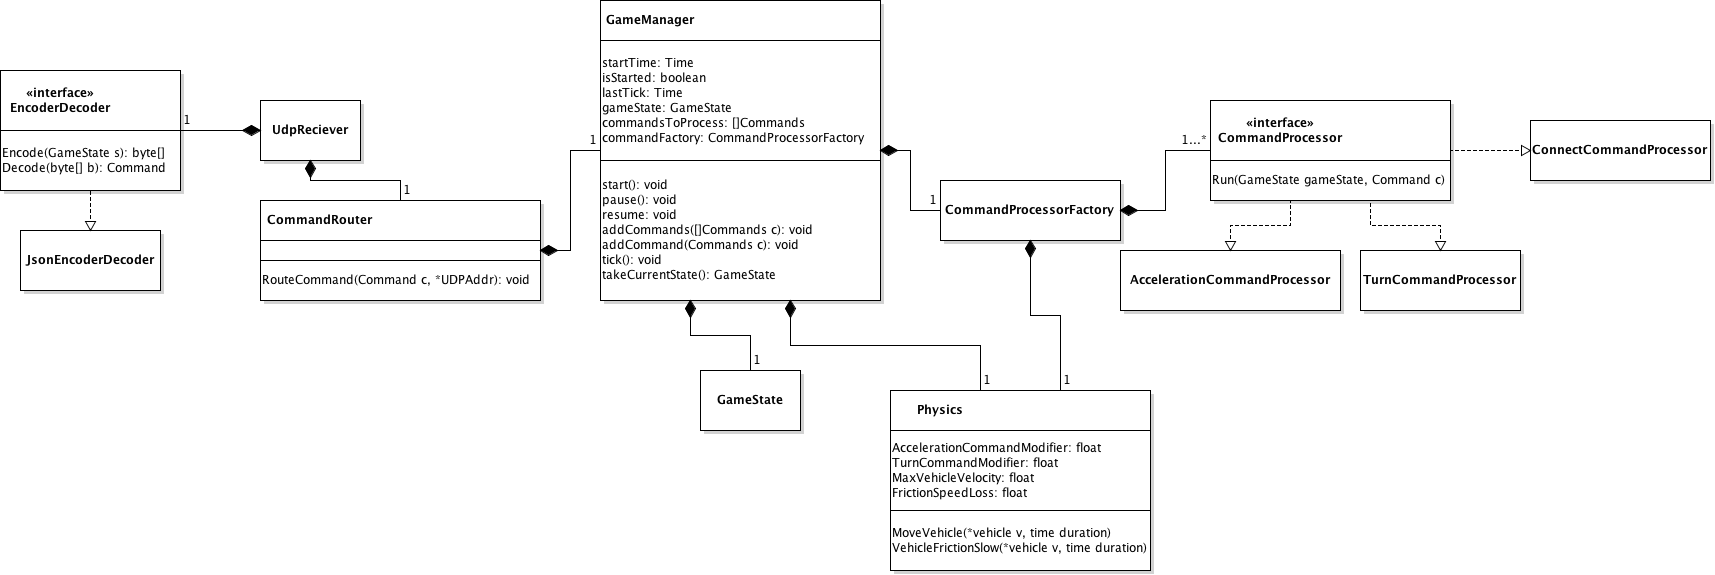 «interface»
EncoderDecoder
Encode(GameState s): byte[]
Decode(byte[] b): Command
JsonEncoderDecoder
1
UdpReciever
1
CommandRouter
RouteCommand(Command c, *UDPAddr): void
1
GameManager
startTime: Time
isStarted: boolean
lastTick: Time
gameState: GameState
commandsToProcess: []Commands
commandFactory: CommandProcessorFactory
start(): void
pause(): void
resume: void
addCommands([]Commands c): void
addCommand(Commands c): void
tick(): void
takeCurrentState(): GameState
1
GameState
1
CommandProcessorFactory
1
1
Physics
AccelerationCommandModifier: float
TurnCommandModifier: float
MaxVehicleVelocity: float
FrictionSpeedLoss: float
MoveVehicle(*vehicle v, time duration)
VehicleFrictionSlow(*vehicle v, time duration)
1...*
«interface»
CommandProcessor
Run(GameState gameState, Command c)
ConnectCommandProcessor
AccelerationCommandProcessor
TurnCommandProcessor